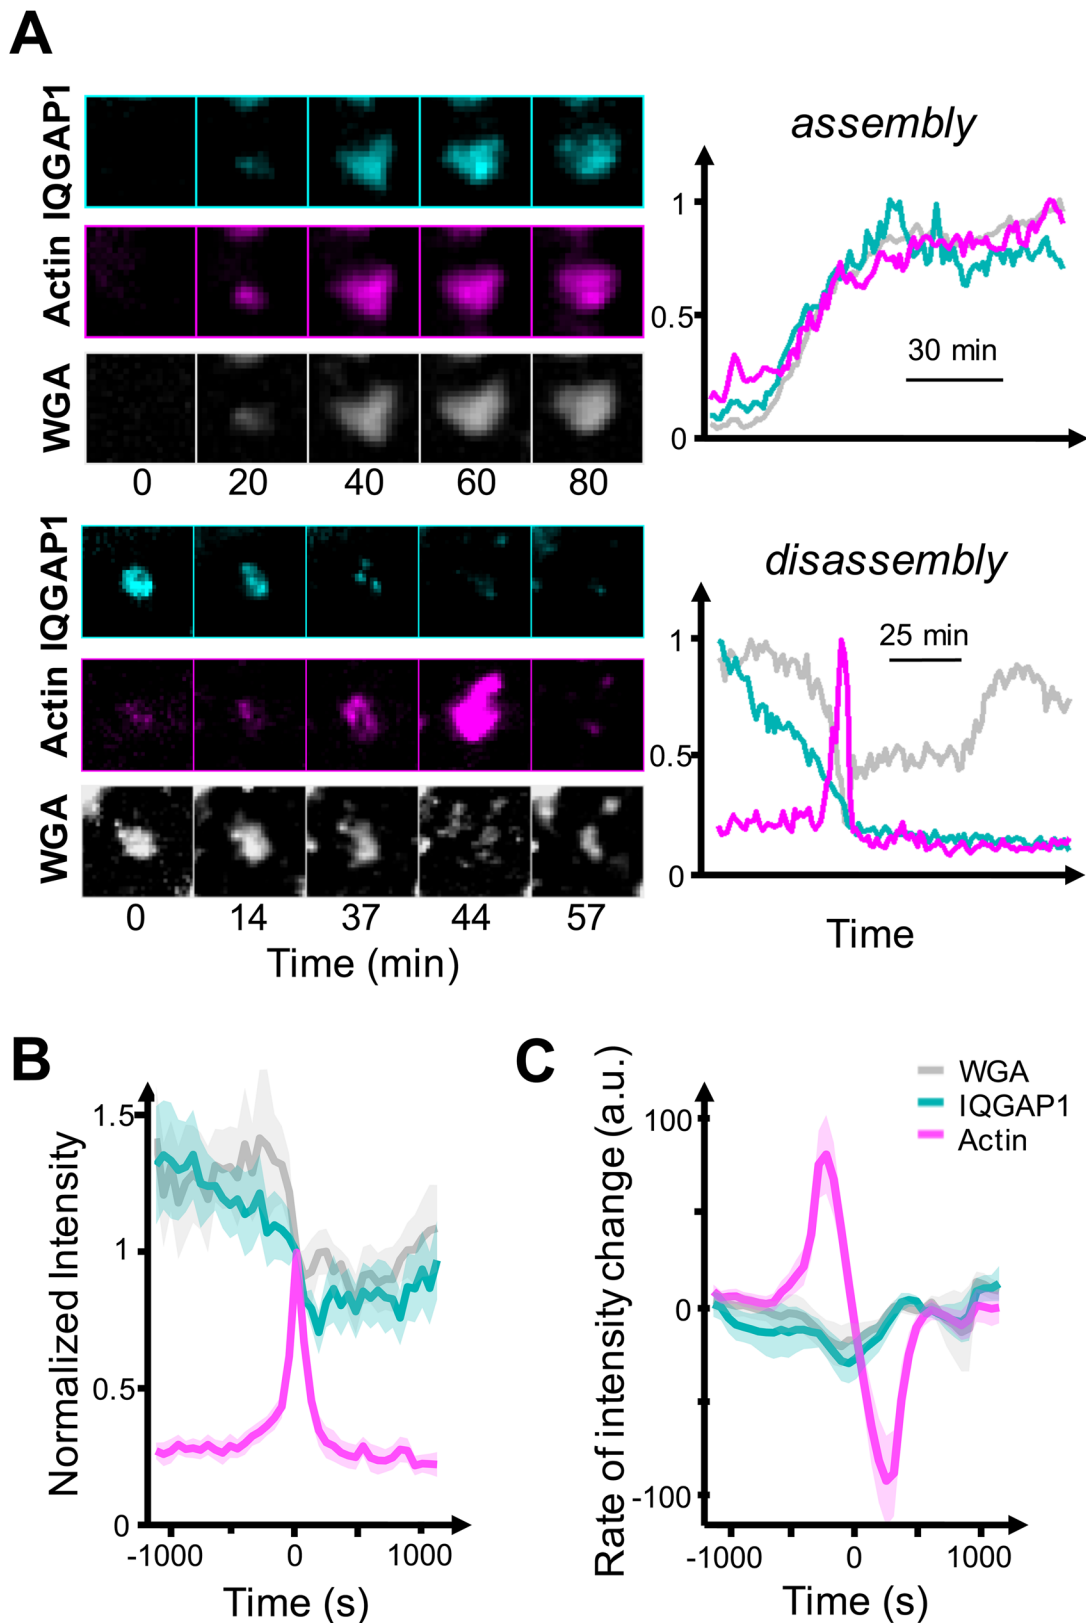 A
IQGAP1
Actin
WGA
0 20 40 60 80
assembly
1
0.5
0
30 min
IQGAP1
Actin
WGA
0 14 37 44 57
Time (min)
disassembly
1
0.5
0
25 min
Time
B
Normalized Intensity
1.5
1
0.5
0
-1000 0 1000
Time (s)
C
Rate of intensity change (a.u.)
100
0
-100
-1000 0 1000
Time (s)
WGA
IQGAP1
Actin